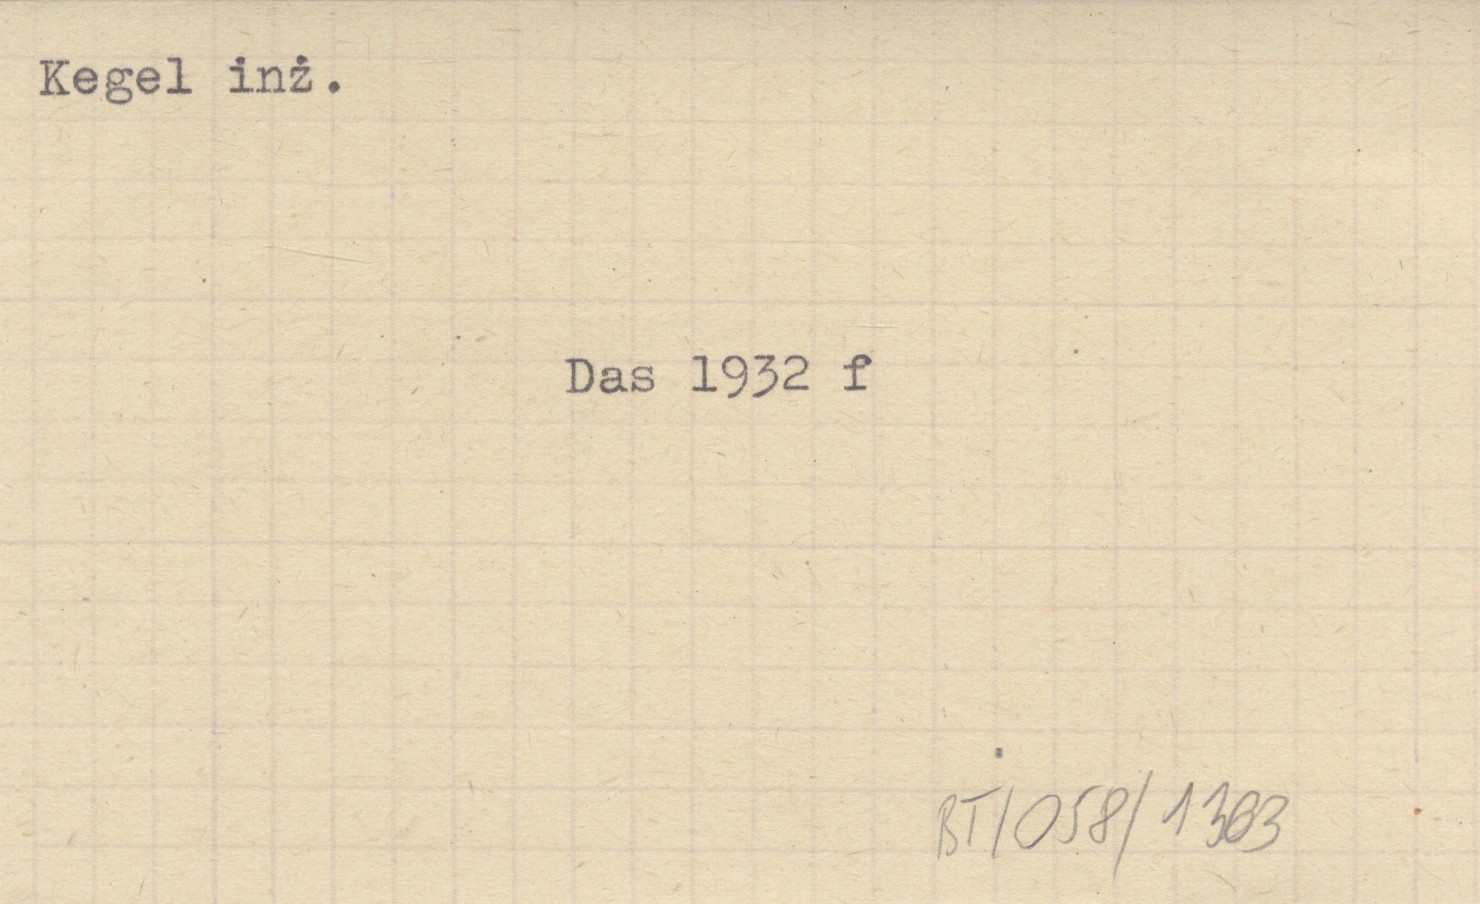 Kegel inż.
Das 1932 f
BT/058/1303